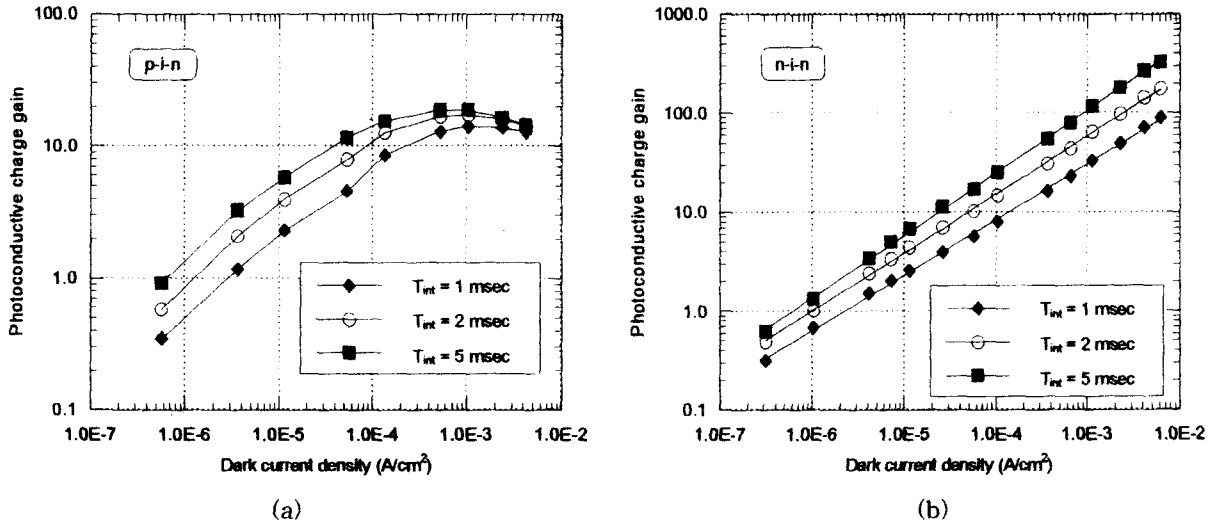 p-i-n
Photoconductive charge gain
100.0
10.0
1.0
0.1
T_int = 1 msec
T_int = 2 msec
T_int = 5 msec
1.0E-7 1.0E-6 1.0E-5 1.0E-4 1.0E-3 1.0E-2
Dark current density (A/cm²)
(a)
n-i-n
Photoconductive charge gain
1000.0
100.0
10.0
1.0
0.1
T_int = 1 msec
T_int = 2 msec
T_int = 5 msec
1.0E-7 1.0E-6 1.0E-5 1.0E-4 1.0E-3 1.0E-2
Dark current density (A/cm²)
(b)